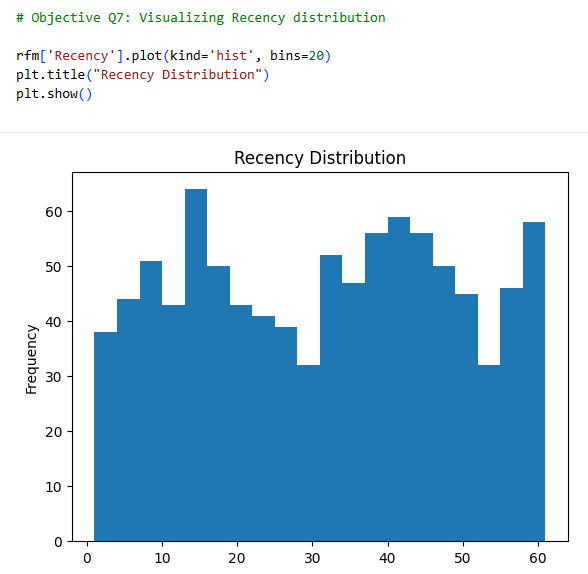 # Objective Q7: Visualizing Recency distribution
rfm['Recency'].plot(kind='hist', bins=20)
plt.title("Recency Distribution")
plt.show()
Recency Distribution
Frequency
60
50
40
30
20
10
0
0 10 20 30 40 50 60